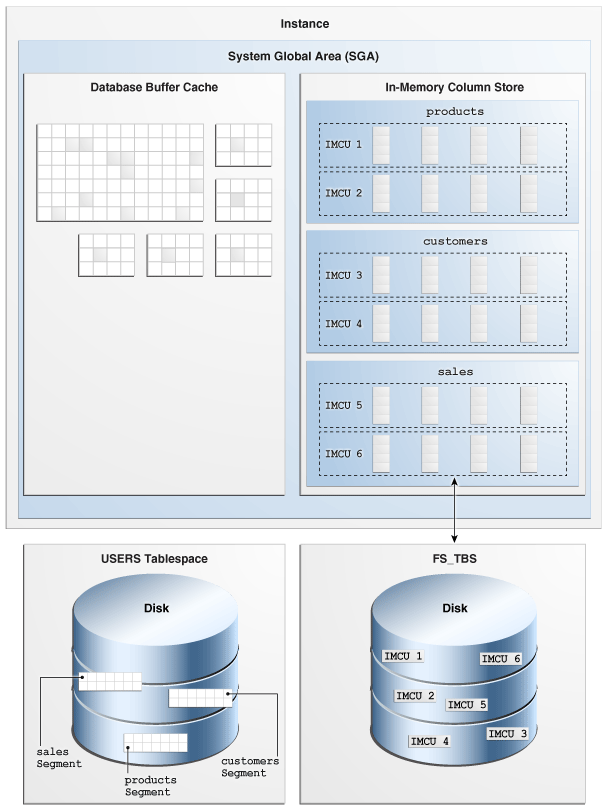 Instance
System Global Area (SGA)
Database Buffer Cache
In-Memory Column Store
products
IMCU 1
IMCU 2
customers
IMCU 3
IMCU 4
sales
IMCU 5
IMCU 6
USERS Tablespace
Disk
sales
Segment
products
Segment
customers
Segment
FS_TBS
Disk
IMCU 1
IMCU 6
IMCU 2
IMCU 5
IMCU 4
IMCU 3